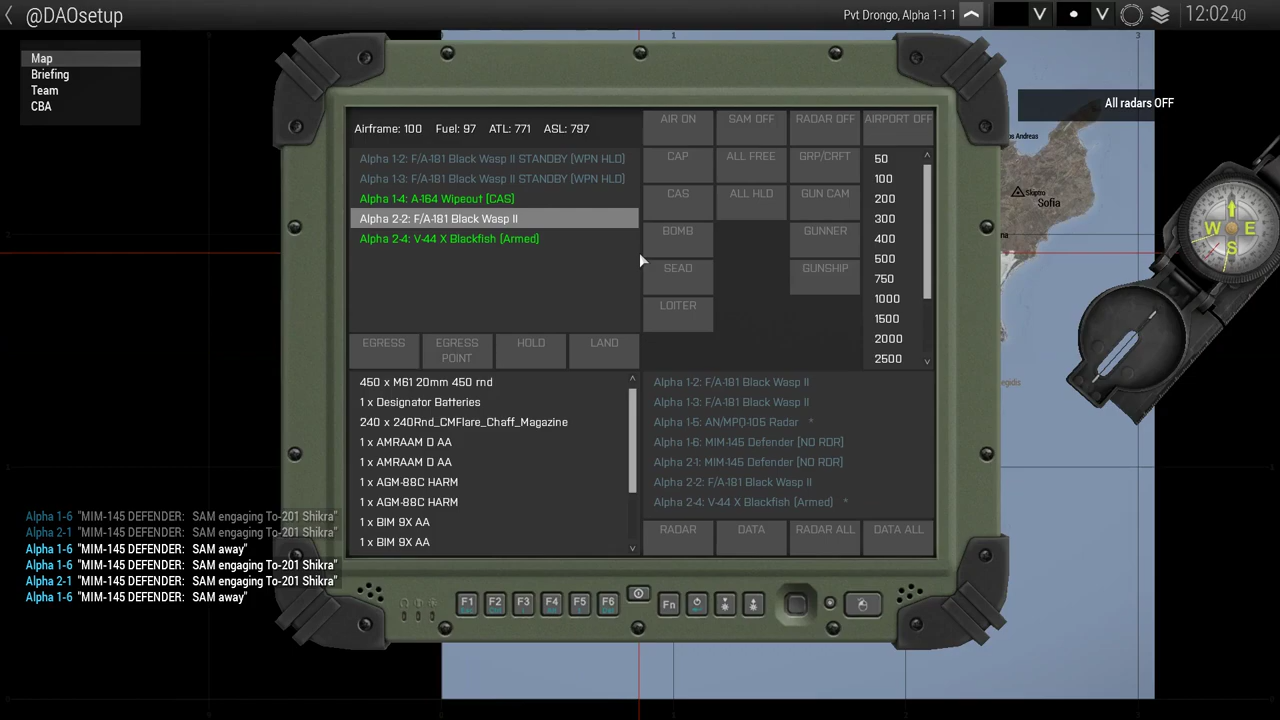 @DAOsetup
Pvt Drongo, Alpha 1-1 1
12:02 40
Map
Briefing
Team
CBA
1
3
All radars OFF
Airframe: 100 Fuel: 97 ATL: 771 ASL: 797
AIR ON SAM OFF RADAR OFF AIRPORT OFF
Alpha 1-2: F/A-181 Black Wasp II STANDBY (WPN HLD)
Alpha 1-3: F/A-181 Black Wasp II STANDBY (WPN HLD)
Alpha 1-4: A-164 Wipeout (CAS)
Alpha 2-2: F/A-181 Black Wasp II
Alpha 2-4: V-44 X Blackfish (Armed)
CAP ALL FREE GRP/CRFT
CAS ALL HLD GUN CAM
BOMB GUNNER
SEAD GUNSHIP
LOITER
50
100
200
300
400
500
750
1000
1500
2000
2500
Skiptro
Sofia
W E
S
EGRESS EGRESS POINT HOLD LAND
450 x M61 20mm 450 rnd
1 x Designator Batteries
240 x 240Rnd_CMFlare_Chaff_Magazine
1 x AMRAAM D AA
1 x AMRAAM D AA
1 x AGM-88C HARM
1 x AGM-88C HARM
1 x BIM 9X AA
1 x BIM 9X AA
Alpha 1-2: F/A-181 Black Wasp II
Alpha 1-3: F/A-181 Black Wasp II
Alpha 1-5: AN/MPQ-105 Radar *
Alpha 1-6: MIM-145 Defender (NO RDR)
Alpha 2-1: MIM-145 Defender (NO RDR)
Alpha 2-2: F/A-181 Black Wasp II
Alpha 2-4: V-44 X Blackfish (Armed) *
RADAR DATA RADAR ALL DATA ALL
Alpha 1-6 "MIM-145 DEFENDER: SAM engaging To-201 Shikra"
Alpha 2-1 "MIM-145 DEFENDER: SAM engaging To-201 Shikra"
Alpha 1-6 "MIM-145 DEFENDER: SAM away"
Alpha 1-6 "MIM-145 DEFENDER: SAM engaging To-201 Shikra"
Alpha 2-1 "MIM-145 DEFENDER: SAM engaging To-201 Shikra"
Alpha 1-6 "MIM-145 DEFENDER: SAM away"
F1 F2 F3 F4 F5 F6 Fn